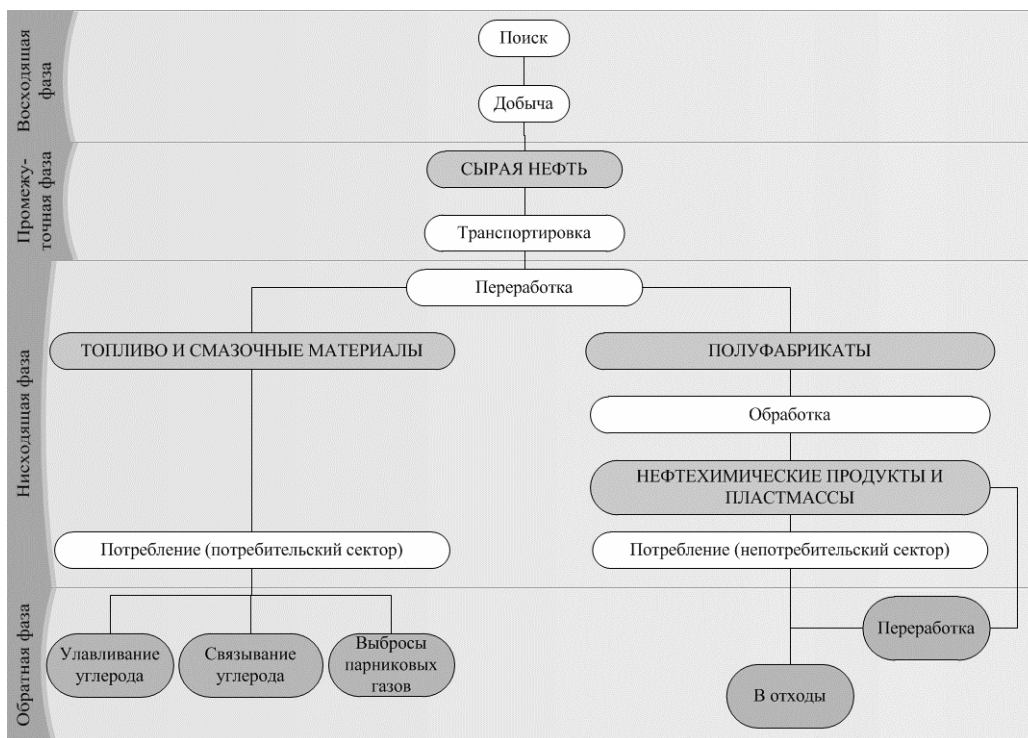 Восходящая
фаза
Поиск
Добыча
Промежу-
точная фаза
СЫРАЯ НЕФТЬ
Транспортировка
Нисходящая фаза
Переработка
ТОПЛИВО И СМАЗОЧНЫЕ МАТЕРИАЛЫ
ПОЛУФАБРИКАТЫ
Обработка
НЕФТЕХИМИЧЕСКИЕ ПРОДУКТЫ И
ПЛАСТМАССЫ
Потребление (потребительский сектор)
Потребление (непотребительский сектор)
Обратная фаза
Улавливание
углерода
Связывание
углерода
Выбросы
парниковых
газов
Переработка
В отходы